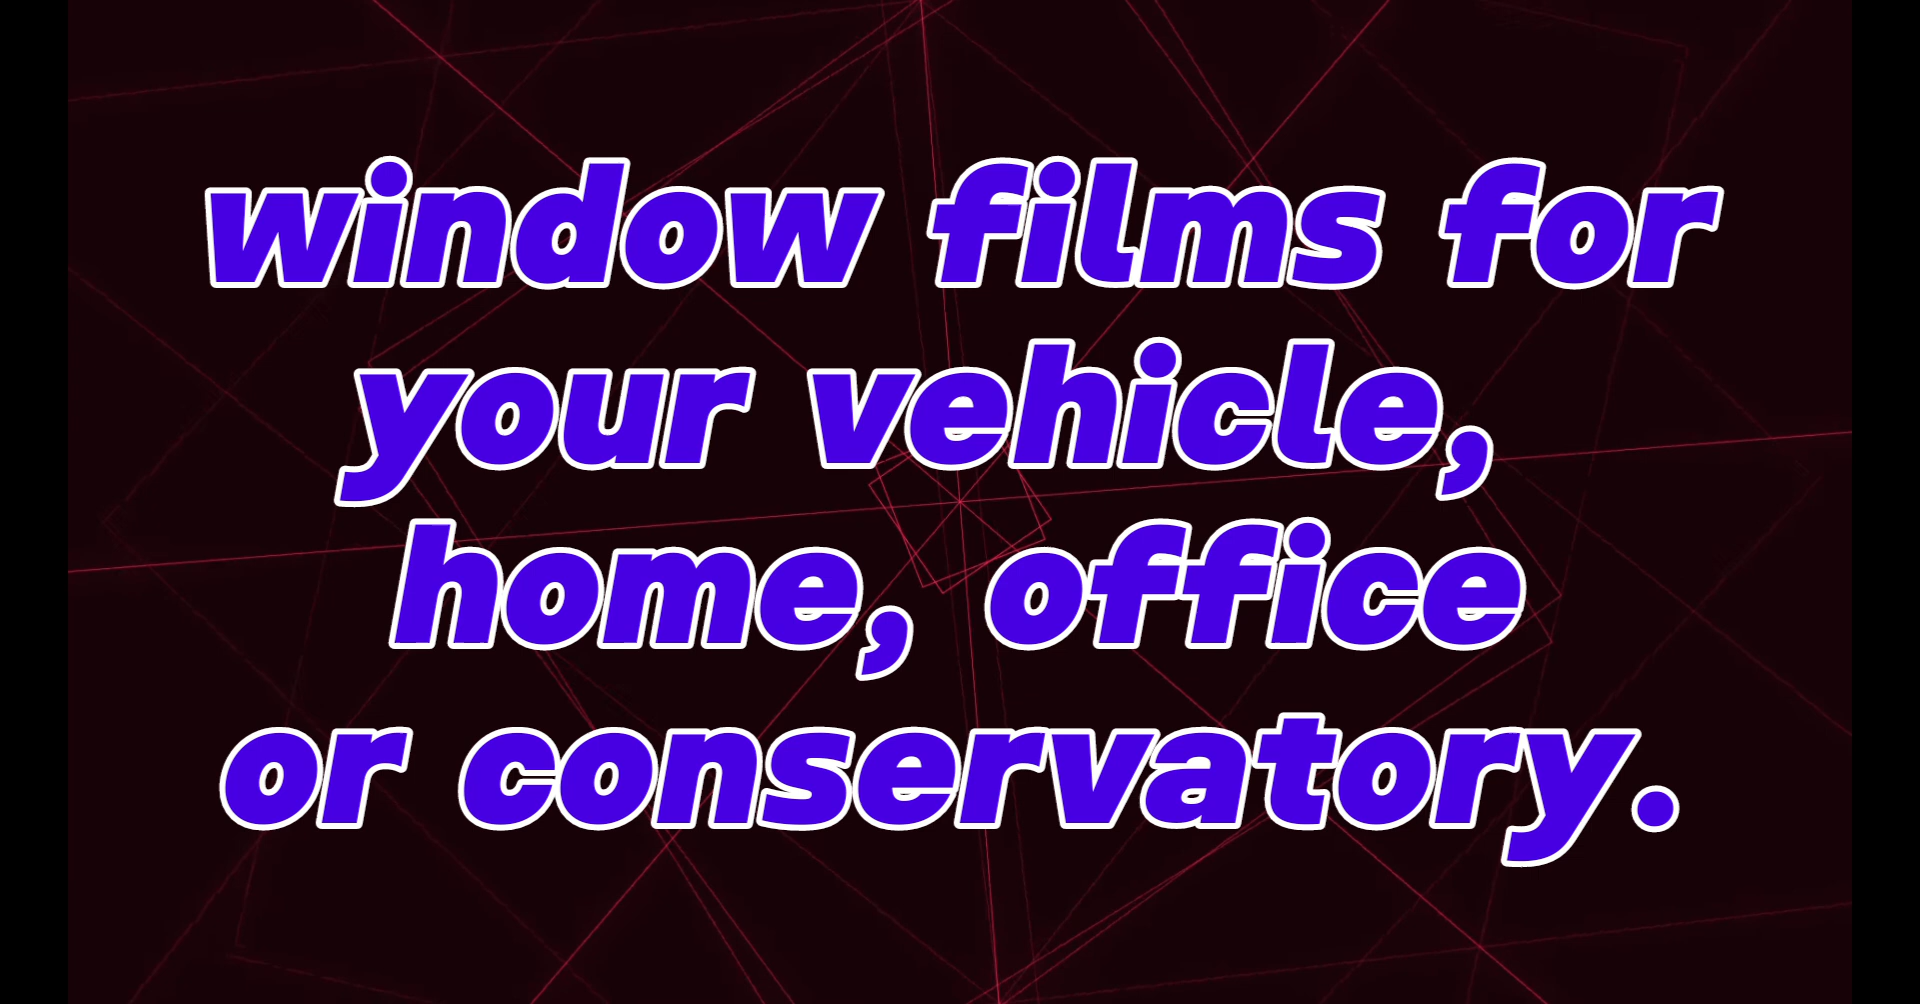 window films for
your vehicle,
home, office
or conservatory.